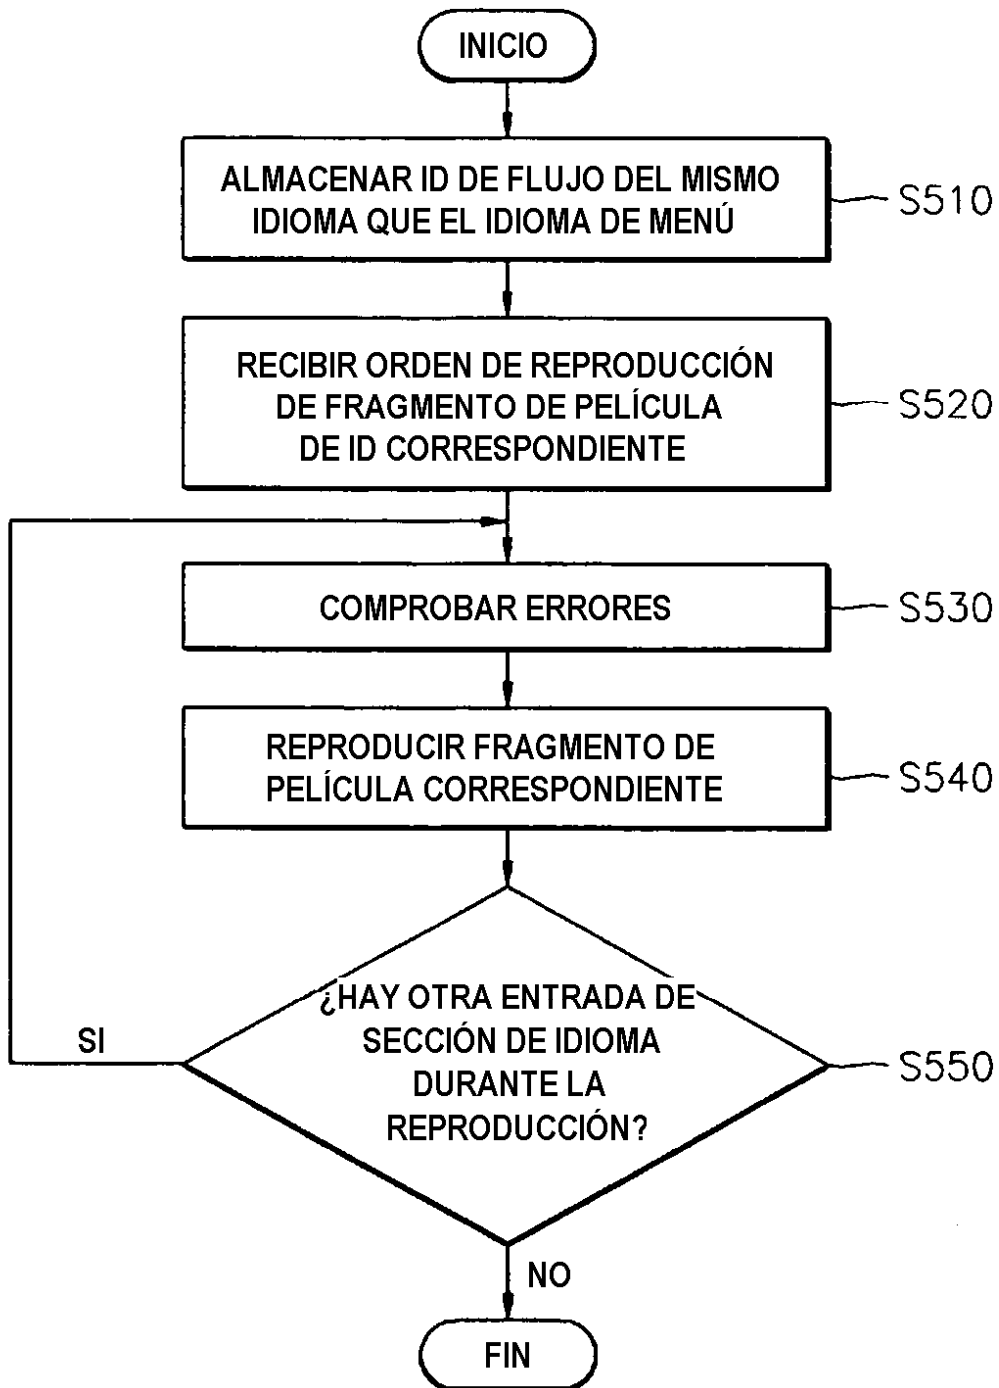 INICIO
ALMACENAR ID DE FLUJO DEL MISMO
IDIOMA QUE EL IDIOMA DE MENÚ
S510
RECIBIR ORDEN DE REPRODUCCIÓN
DE FRAGMENTO DE PELÍCULA
DE ID CORRESPONDIENTE
S520
COMPROBAR ERRORES
S530
REPRODUCIR FRAGMENTO DE
PELÍCULA CORRESPONDIENTE
S540
¿HAY OTRA ENTRADA DE
SECCIÓN DE IDIOMA
DURANTE LA
REPRODUCCIÓN?
SI
S550
NO
FIN